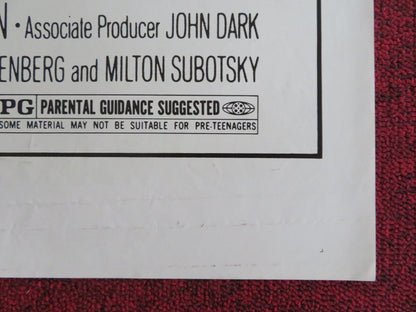 N • Associate Producer JOHN DARK
ENBERG and MILTON SUBOTSKY
PG PARENTAL GUIDANCE SUGGESTED
SOME MATERIAL MAY NOT BE SUITABLE FOR PRE-TEENAGERS